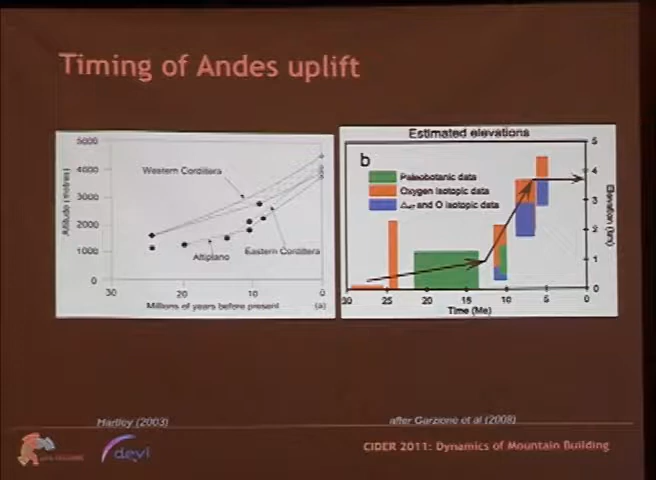 Timing of Andes uplift
5000
4000
3000
2000
1000
0
Altitude (metres)
Western Cordillera
Altiplano
Eastern Cordillera
30
20
10
0
Millions of years before present
(a)
Estimated elevations
b
Paleobotanic data
Oxygen isotopic data
and O isotopic data
5
4
3
2
1
0
Elevation (km)
30
25
20
15
10
5
0
Time (Ma)
Hartley (2003)
after Garzione et al (2008)
devi
CIDER 2011: Dynamics of Mountain Building